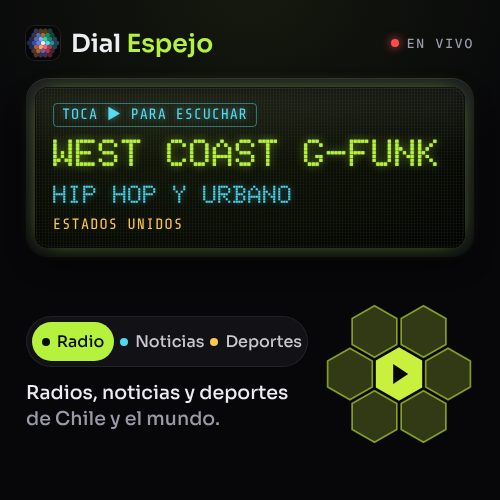 Dial Espejo
EN VIVO
TOCA ▶ PARA ESCUCHAR
WEST COAST G-FUNK
HIP HOP Y URBANO
ESTADOS UNIDOS
Radio Noticias Deportes
Radios, noticias y deportes
de Chile y el mundo.